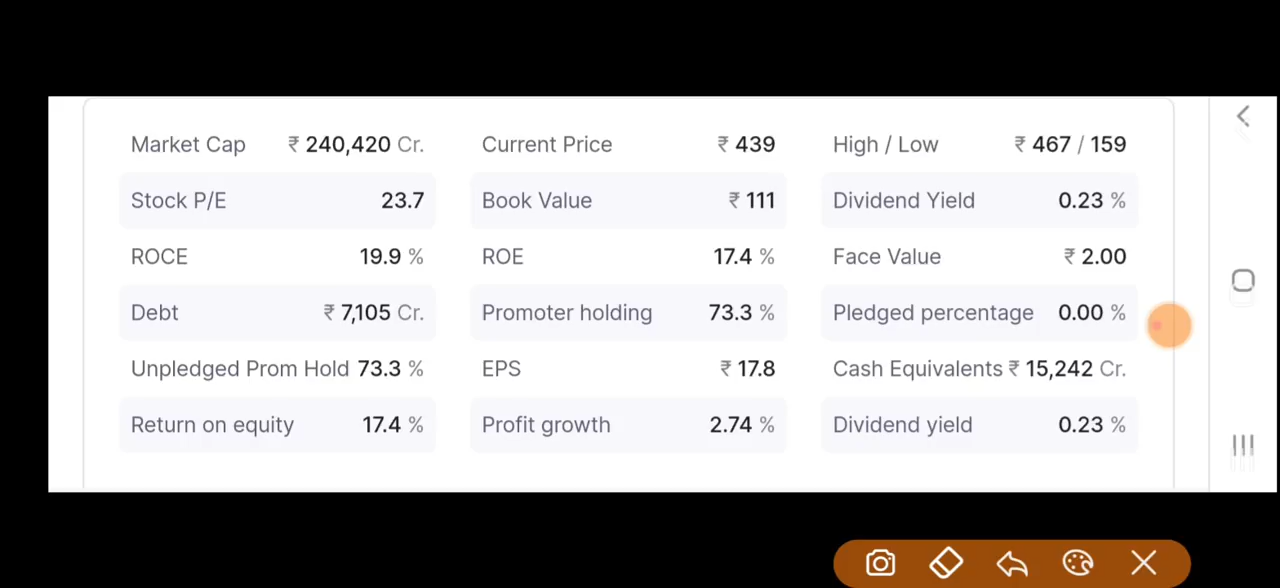 Market Cap ₹ 240,420 Cr. Current Price ₹ 439 High / Low ₹ 467 / 159
Stock P/E 23.7 Book Value ₹ 111 Dividend Yield 0.23 %
ROCE 19.9 % ROE 17.4 % Face Value ₹ 2.00
Debt ₹ 7,105 Cr. Promoter holding 73.3 % Pledged percentage 0.00 %
Unpledged Prom Hold 73.3 % EPS ₹ 17.8 Cash Equivalents ₹ 15,242 Cr.
Return on equity 17.4 % Profit growth 2.74 % Dividend yield 0.23 %